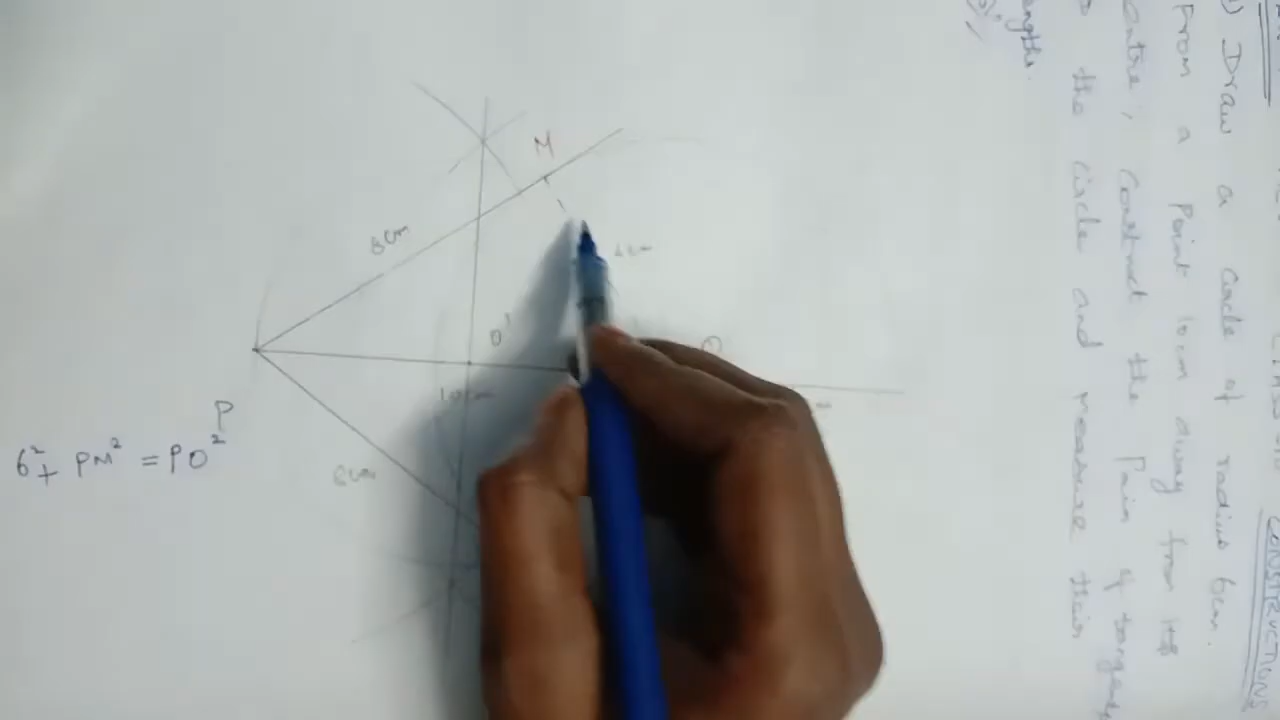 CONSTRUCTIONS
Draw a circle of radius 6cm.
From a Point 10cm away from its
centre, Construct the Pair of tangents
the circle and measure their
lengths.
M
8cm
O'
O
10cm
P
8cm
6² + PM² = PO²